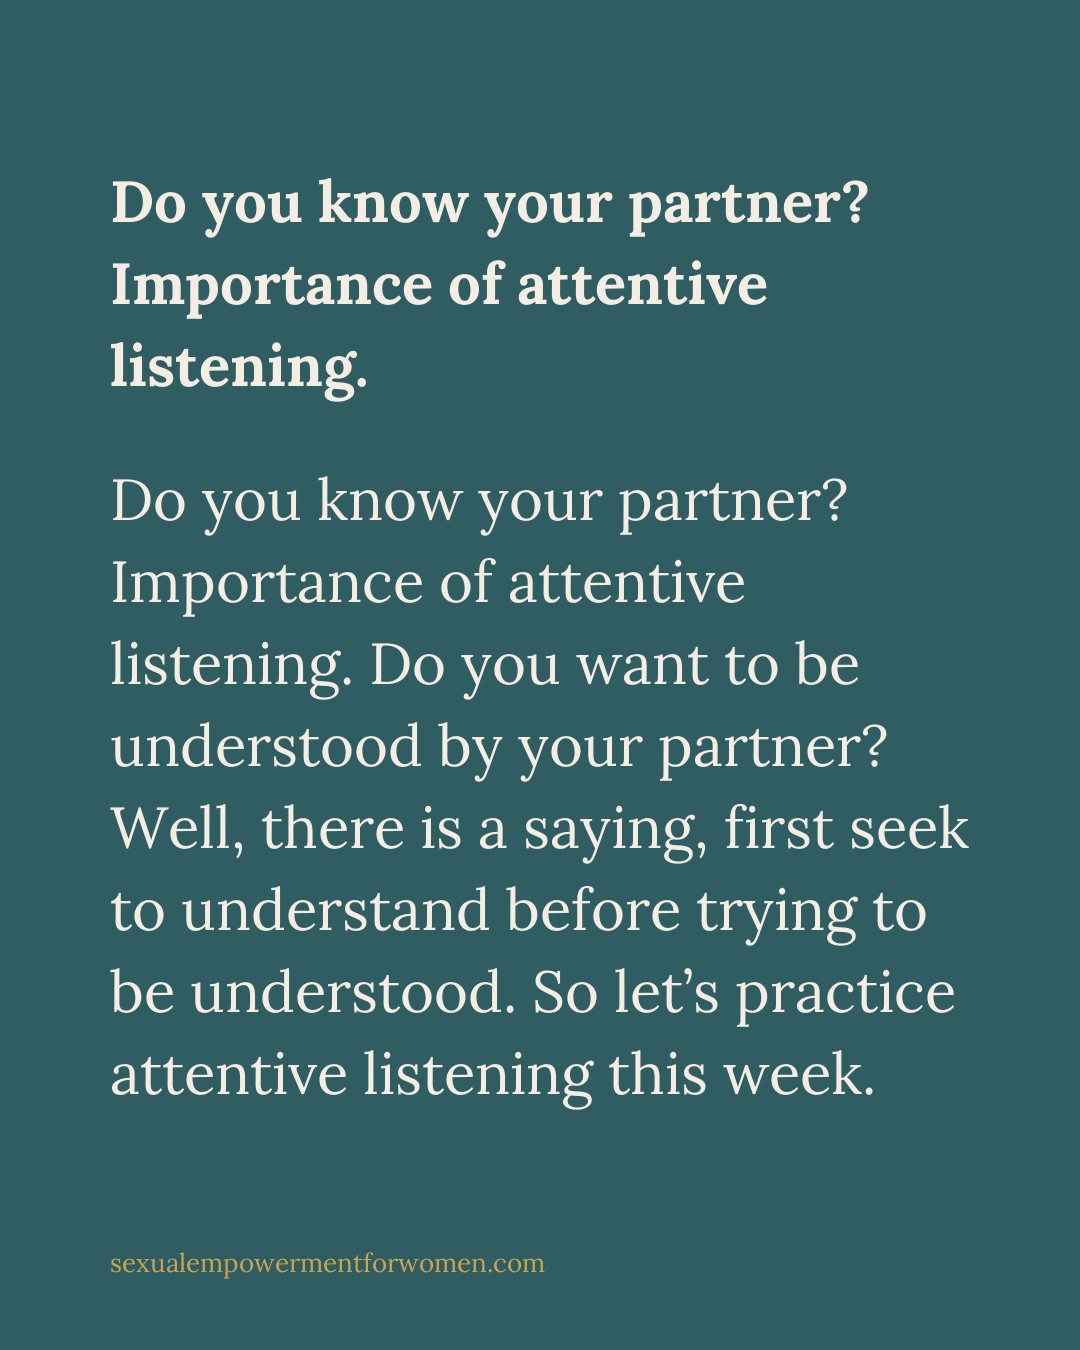 Do you know your partner?
Importance of attentive
listening.
Do you know your partner?
Importance of attentive
listening. Do you want to be
understood by your partner?
Well, there is a saying, first seek
to understand before trying to
be understood. So let’s practice
attentive listening this week.
sexualempowermentforwomen.com